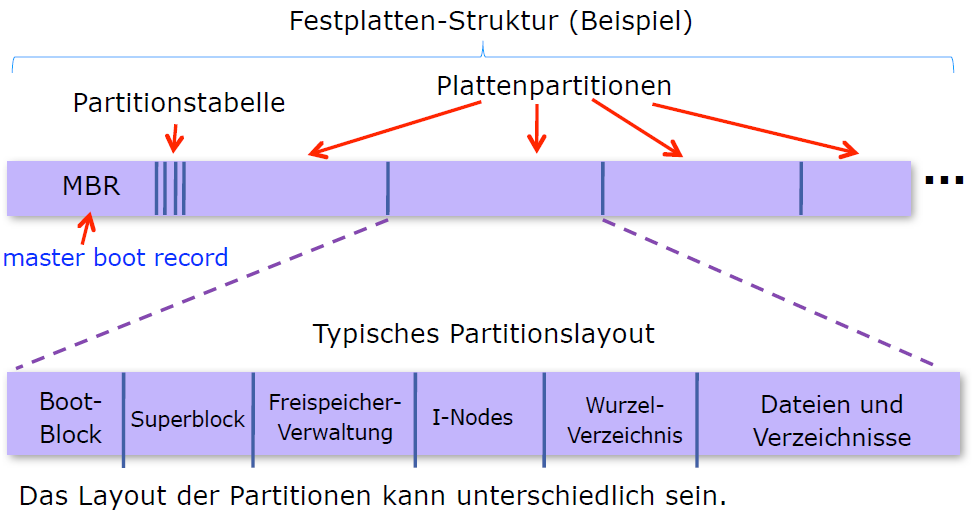 Festplatten-Struktur (Beispiel)
Plattenpartitionen
Partitionstabelle
MBR
...
master boot record
Typisches Partitionslayout
Boot-
Block
Superblock
Freispeicher-
Verwaltung
I-Nodes
Wurzel-
Verzeichnis
Dateien und
Verzeichnisse
Das Layout der Partitionen kann unterschiedlich sein.